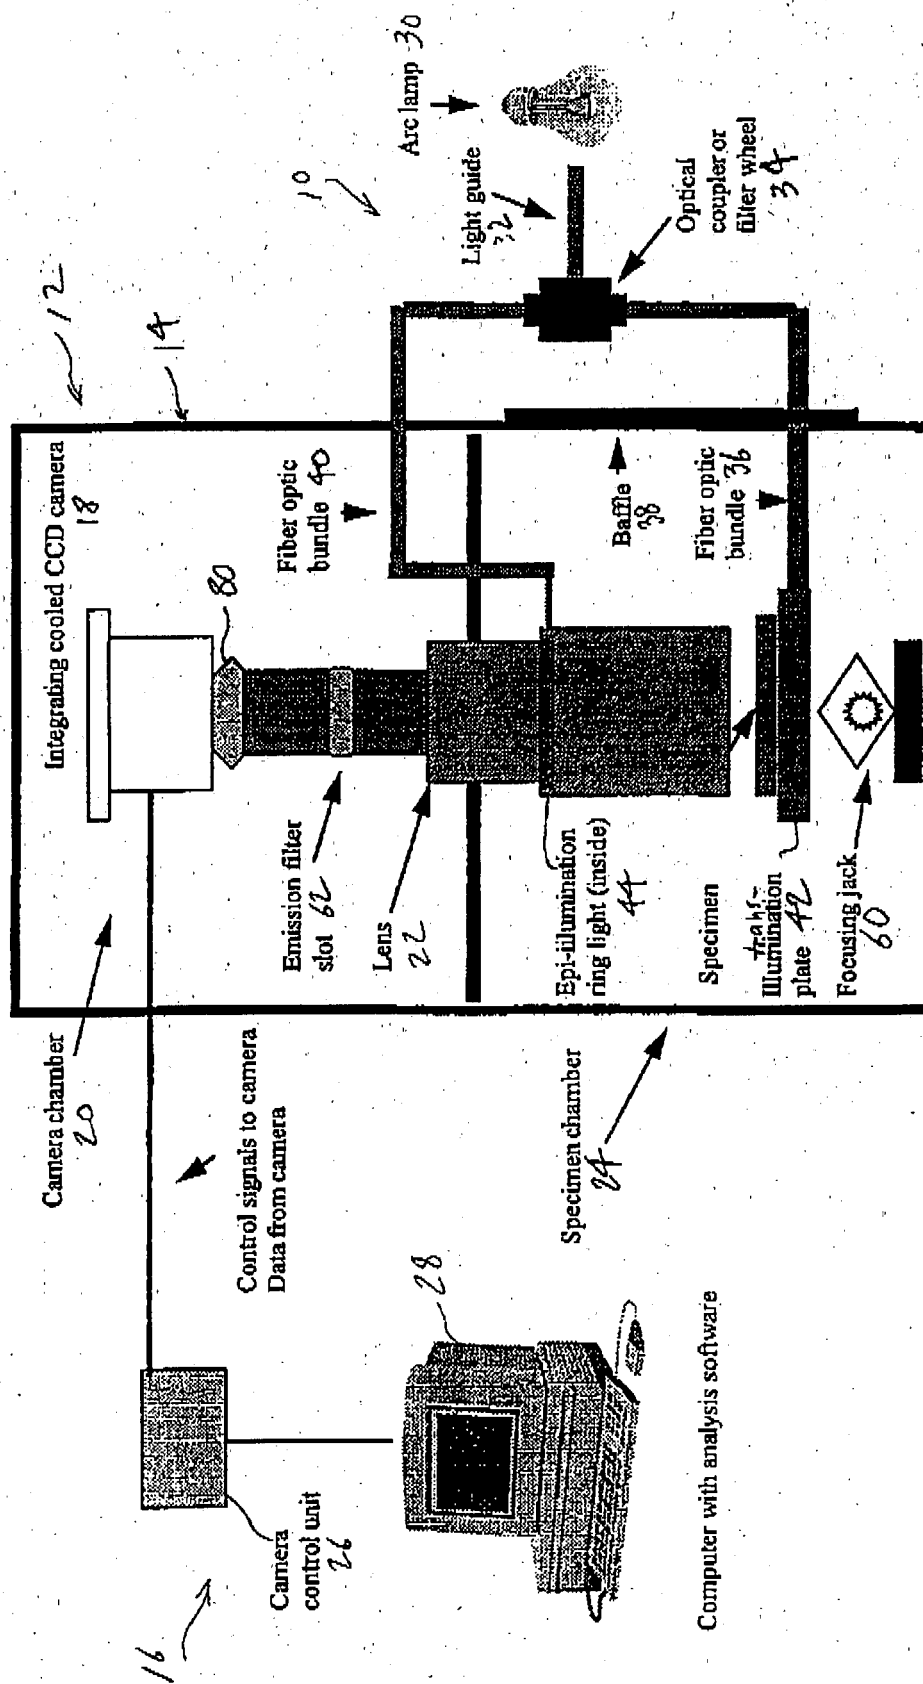 16
Camera
control unit
26
28
Computer with analysis software
Control signals to camera
Data from camera
Camera chamber
20
Specimen chamber
24
Integrating cooled CCD camera
18
80
Emission filter
slot 62
Lens
22
Epi-illumination
ring light (inside)
44
Specimen
trans-
Illumination
plate 42
Focusing jack
60
Fiber optic
bundle 40
Baffle
38
Fiber optic
bundle 36
12
14
10
Light guide
32
Arc lamp 30
Optical
coupler or
filter wheel
34